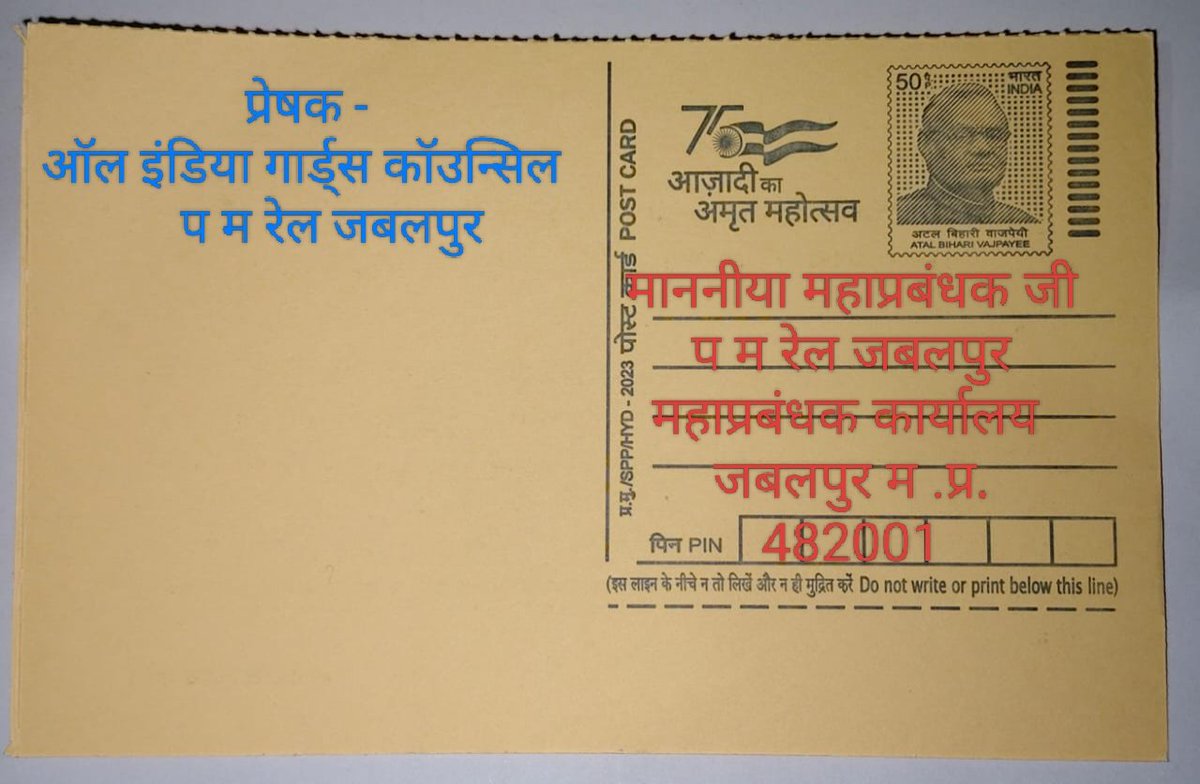 प्रेषक -
ऑल इंडिया गार्ड्स कॉउन्सिल
प म रेल जबलपुर
75
आज़ादी का
अमृत महोत्सव
50 P
भारत
INDIA
अटल बिहारी वाजपेयी
ATAL BIHARI VAJPAYEE
प्र.मु./SPP/HYD - 2023 पोस्ट कार्ड POST CARD
माननीया महाप्रबंधक जी
प म रेल जबलपुर
महाप्रबंधक कार्यालय
जबलपुर म .प्र.
पिन PIN 482001
(इस लाइन के नीचे न तो लिखें और न ही मुद्रित करें Do not write or print below this line)